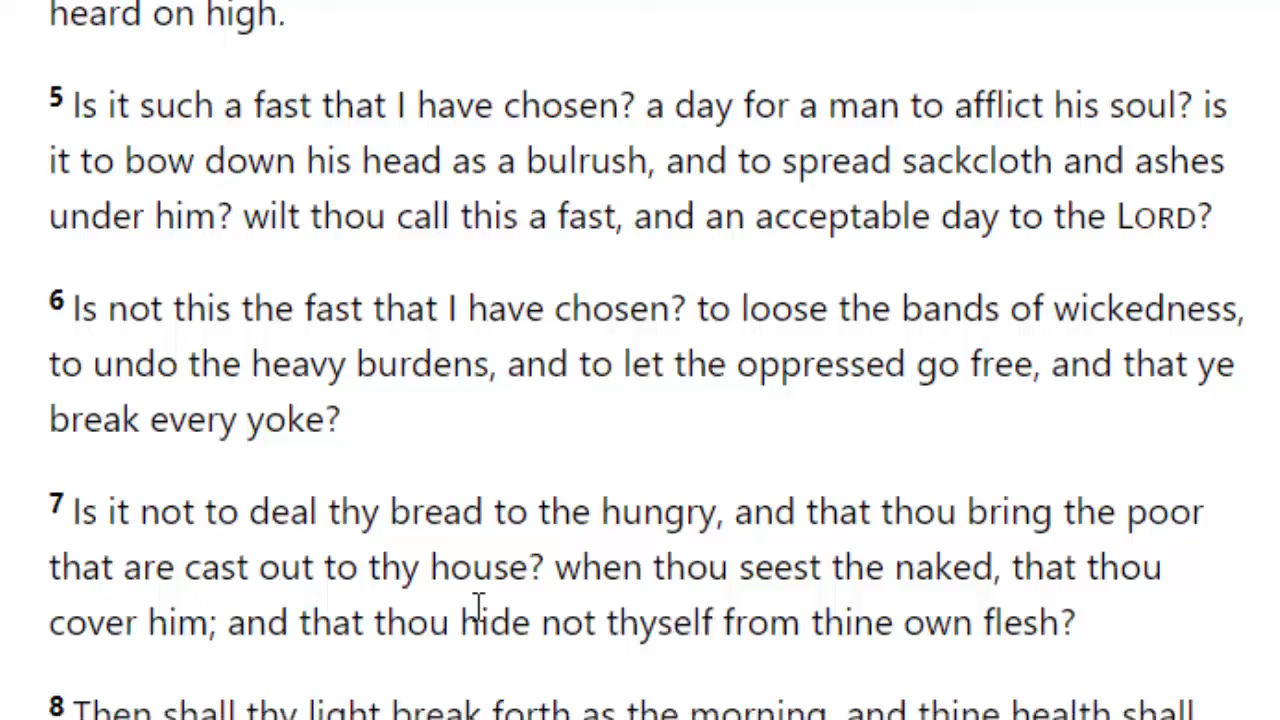 heard on high.
5 Is it such a fast that I have chosen? a day for a man to afflict his soul? is
it to bow down his head as a bulrush, and to spread sackcloth and ashes
under him? wilt thou call this a fast, and an acceptable day to the LORD?
6 Is not this the fast that I have chosen? to loose the bands of wickedness,
to undo the heavy burdens, and to let the oppressed go free, and that ye
break every yoke?
7 Is it not to deal thy bread to the hungry, and that thou bring the poor
that are cast out to thy house? when thou seest the naked, that thou
cover him; and that thou hide not thyself from thine own flesh?
8 Then shall thy light break forth as the morning, and thine health shall